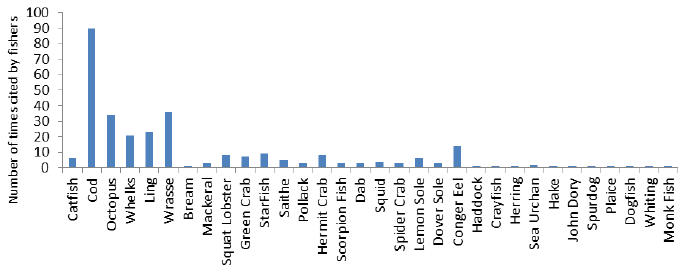 Number of times cited by fishers
100
90
80
70
60
50
40
30
20
10
0
Catfish
Cod
Octopus
Whelks
Ling
Wrasse
Bream
Mackeral
Squat Lobster
Green Crab
StarFish
Saithe
Pollack
Hermit Crab
Scorpion Fish
Dab
Squid
Spider Crab
Lemon Sole
Dover Sole
Conger Eel
Haddock
Crayfish
Herring
Sea Urchan
Hake
John Dory
Spurdog
Plaice
Dogfish
Whiting
Monk Fish